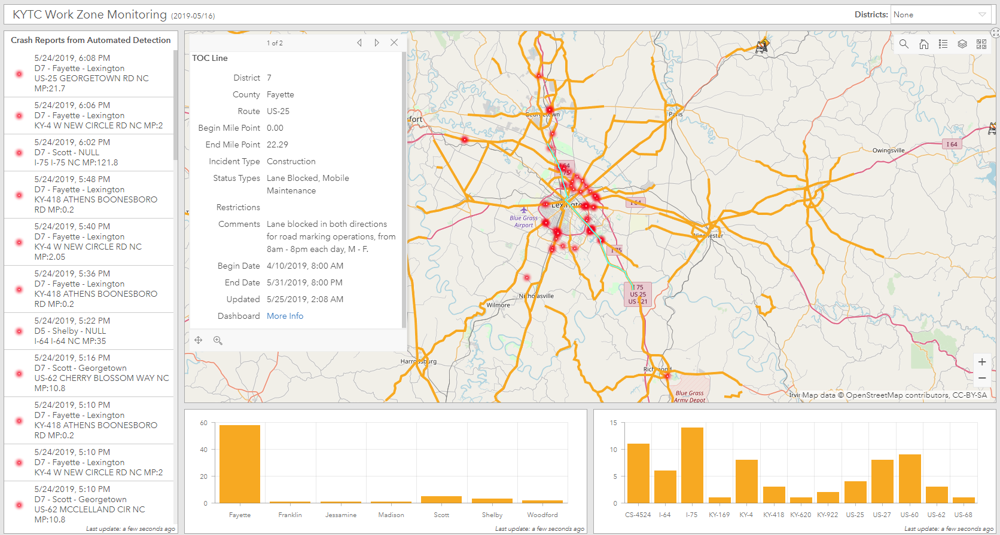 KYTC Work Zone Monitoring (2019-05/16)
Districts: None
Crash Reports from Automated Detection
5/24/2019, 6:08 PM
D7 - Fayette - Lexington
US-25 GEORGETOWN RD NC
MP:21.7
5/24/2019, 6:06 PM
D7 - Fayette - Lexington
KY-4 W NEW CIRCLE RD NC MP:2
5/24/2019, 6:02 PM
D7 - Scott - NULL
I-75 I-75 NC MP:121.8
5/24/2019, 5:48 PM
D7 - Fayette - Lexington
KY-418 ATHENS BOONESBORO
RD MP:0.2
5/24/2019, 5:40 PM
D7 - Fayette - Lexington
KY-4 W NEW CIRCLE RD NC
MP:2.05
5/24/2019, 5:36 PM
D7 - Fayette - Lexington
KY-418 ATHENS BOONESBORO
RD MP:0.2
5/24/2019, 5:22 PM
D5 - Shelby - NULL
I-64 I-64 NC MP:35
5/24/2019, 5:16 PM
D7 - Scott - Georgetown
US-62 CHERRY BLOSSOM WAY NC
MP:10.8
5/24/2019, 5:10 PM
D7 - Fayette - Lexington
KY-418 ATHENS BOONESBORO
RD MP:0.2
5/24/2019, 5:10 PM
D7 - Fayette - Lexington
KY-4 W NEW CIRCLE RD NC MP:2
5/24/2019, 5:10 PM
D7 - Scott - Georgetown
US-62 MCCLELLAND CIR NC
MP:10.8
Last update: a few seconds ago
1 of 2
TOC Line
District 7
County Fayette
Route US-25
Begin Mile Point 0.00
End Mile Point 22.29
Incident Type Construction
Status Types Lane Blocked, Mobile
Maintenance
Restrictions
Comments Lane blocked in both directions
for road marking operations, from
8am - 8pm each day, M - F.
Begin Date 4/10/2019, 8:00 AM
End Date 5/31/2019, 8:00 PM
Updated 5/25/2019, 2:08 AM
Dashboard More Info
fort
Georgetown
Paris
I 64
Owingsville
I 64
Lexington
Blue Grass
Airport
Winchester
I 75
I 75
US 25
US 421
Nicholasville
Wilmore
Harrodsburg
Richmond
Blue Grass
Army Depot
Irvin
Map data © OpenStreetMap contributors, CC-BY-SA
60
40
20
0
Fayette Franklin Jessamine Madison Scott Shelby Woodford
Last update: a few seconds ago
15
10
5
0
CS-4524 I-64 I-75 KY-169 KY-4 KY-418 KY-620 KY-922 US-25 US-27 US-60 US-62 US-68
Last update: a few seconds ago